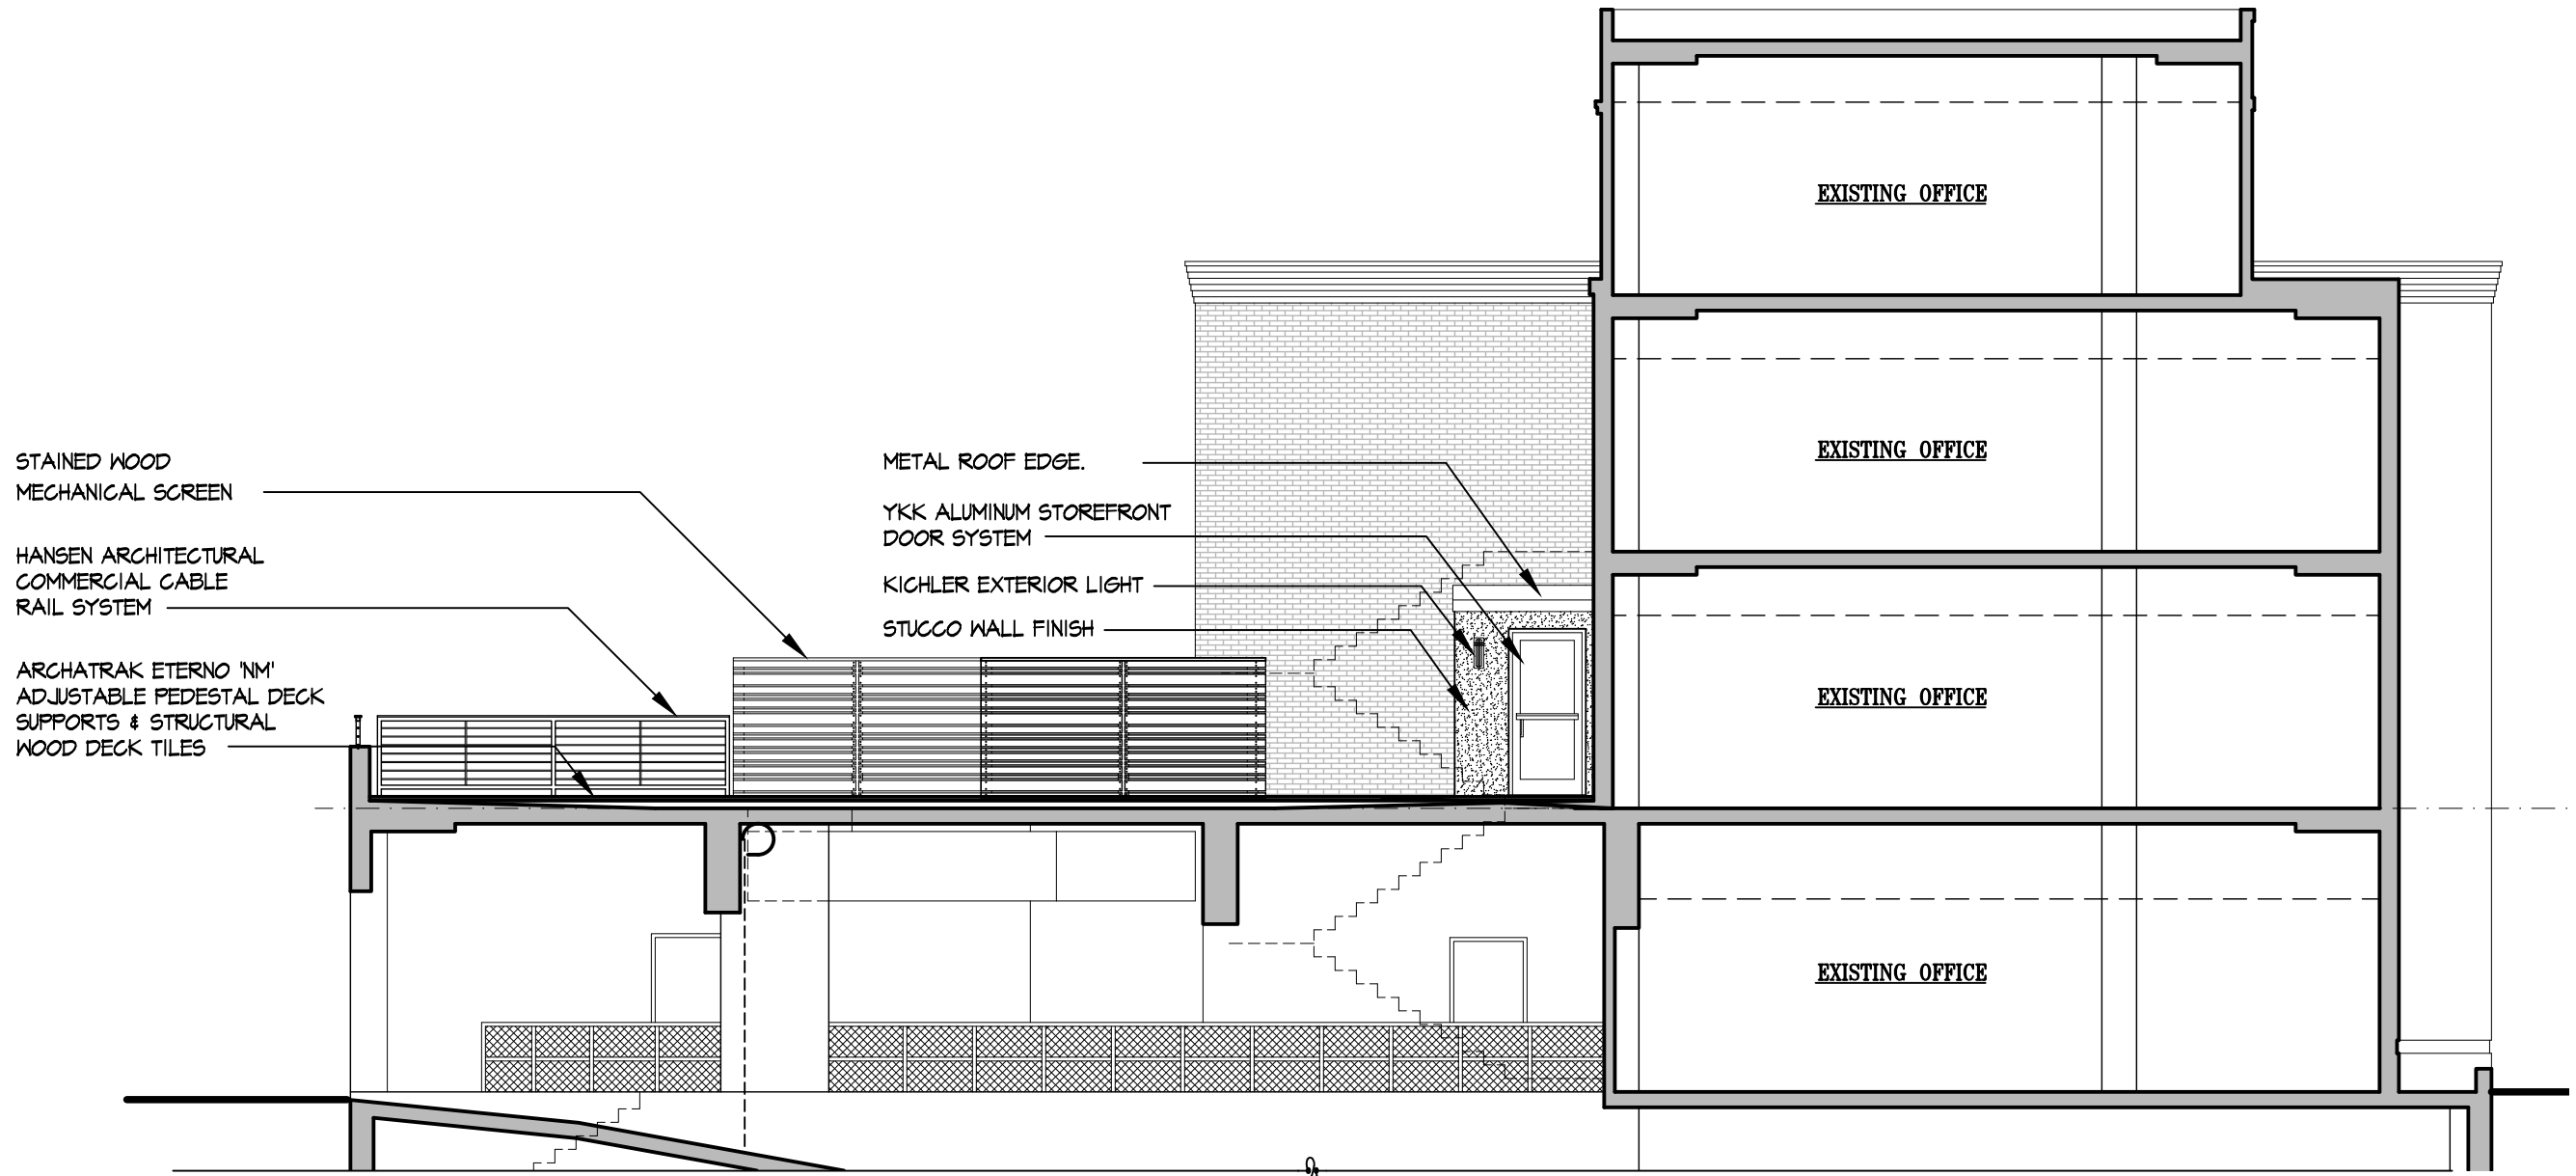 STAINED WOOD
MECHANICAL SCREEN
HANSEN ARCHITECTURAL
COMMERCIAL CABLE
RAIL SYSTEM
ARCHATRAK ETERNO 'NM'
ADJUSTABLE PEDESTAL DECK
SUPPORTS & STRUCTURAL
WOOD DECK TILES
METAL ROOF EDGE.
YKK ALUMINUM STOREFRONT
DOOR SYSTEM
KICHLER EXTERIOR LIGHT
STUCCO WALL FINISH
EXISTING OFFICE
EXISTING OFFICE
EXISTING OFFICE
EXISTING OFFICE